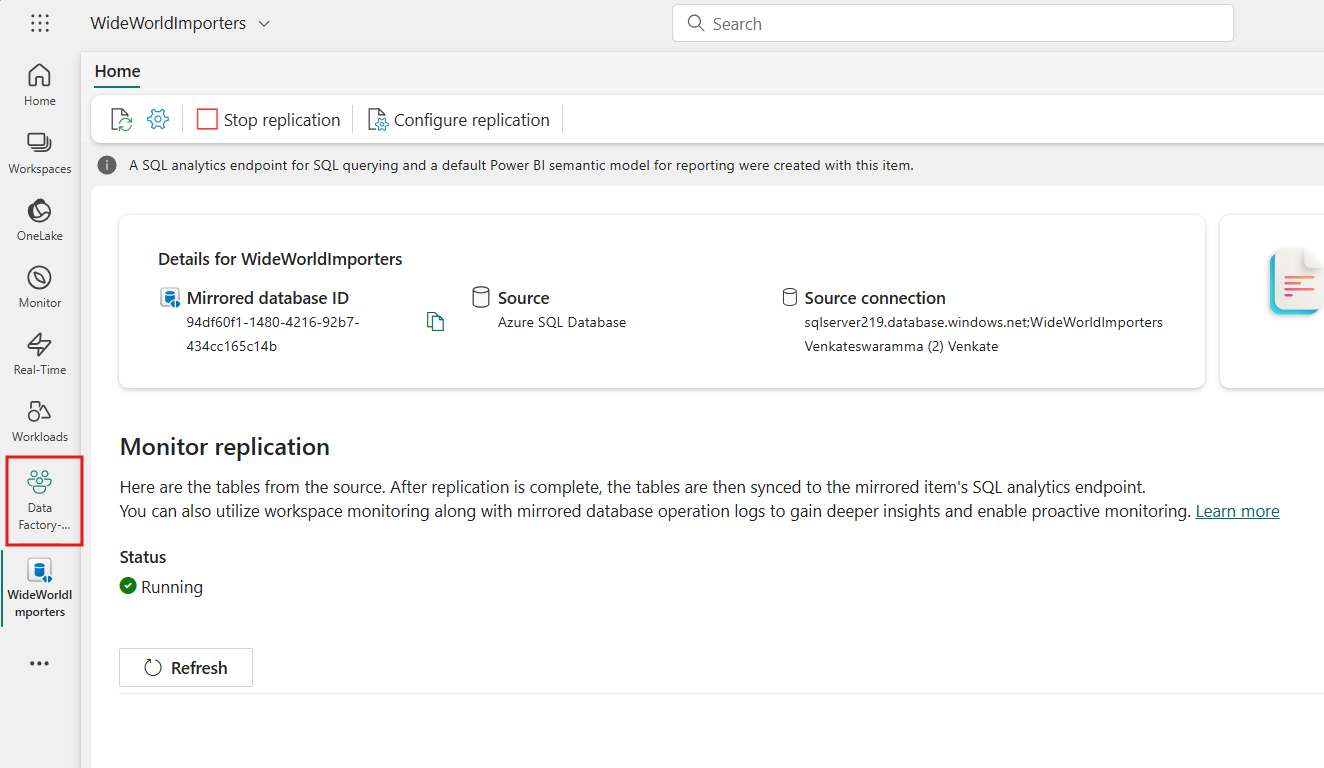 WideWorldImporters
Search
Home
Home
Stop replication
Configure replication
Workspaces
A SQL analytics endpoint for SQL querying and a default Power BI semantic model for reporting were created with this item.
OneLake
Monitor
Real-Time
Workloads
Data
Factory-...
WideWorldI
mporters
Details for WideWorldImporters
Mirrored database ID
94df60f1-1480-4216-92b7-
434cc165c14b
Source
Azure SQL Database
Source connection
sqlserver219.database.windows.net;WideWorldImporters
Venkateswaramma (2) Venkate
Monitor replication
Here are the tables from the source. After replication is complete, the tables are then synced to the mirrored item's SQL analytics endpoint.
You can also utilize workspace monitoring along with mirrored database operation logs to gain deeper insights and enable proactive monitoring. Learn more
Status
Running
Refresh